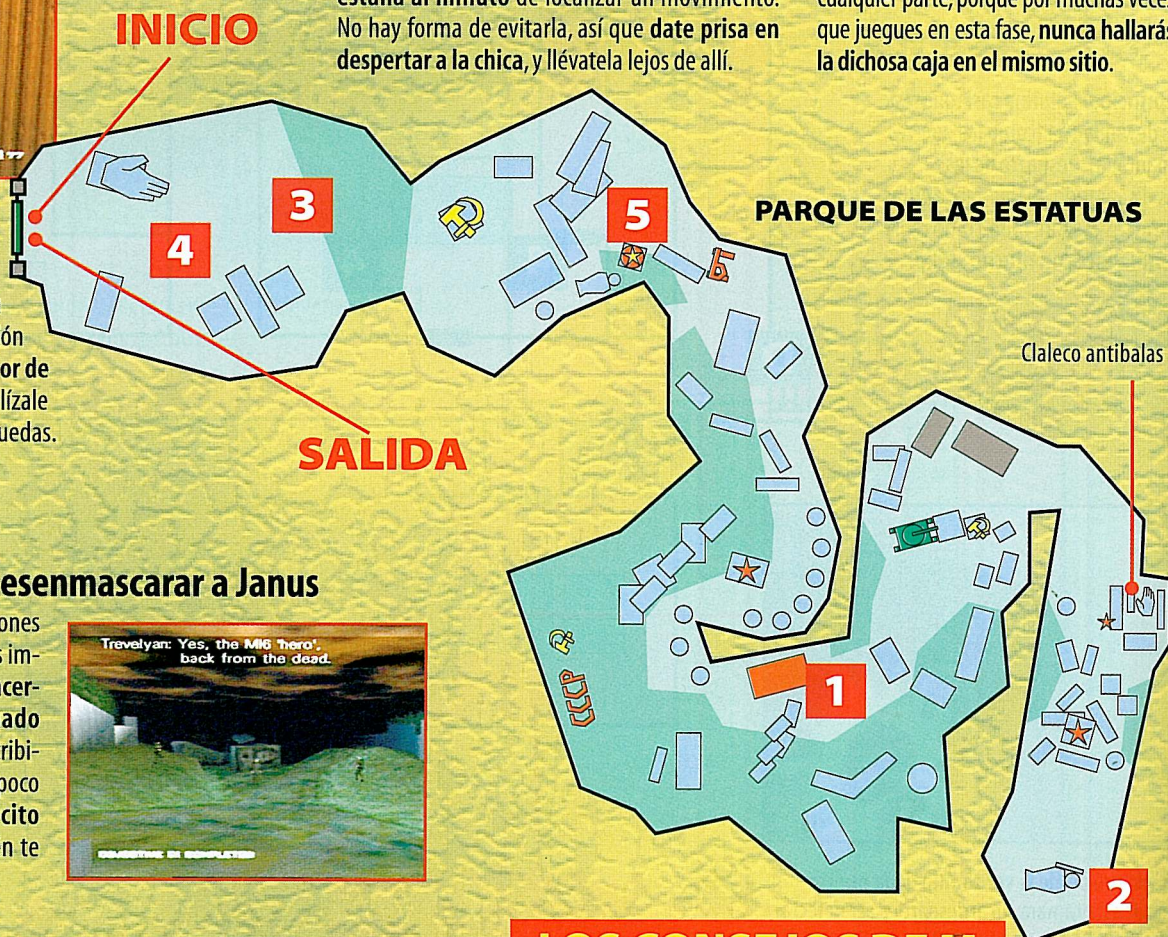 estalla al minuto de localizar un movimiento.
No hay forma de evitarla, así que date prisa en
despertar a la chica, y llévatela lejos de allí.
cualquier parte, porque por muchas veces
que juegues en esta fase, nunca hallarás
la dichosa caja en el mismo sitio.
INICIO
3
4
5
PARQUE DE LAS ESTATUAS
Б
ón
or de
lízale
uedas.
SALIDA
Claleco antibalas
esenmascarar a Janus
ones
s im-
cer-
ado
ribi-
poco
cito
en te
Trevelyan: Yes, the MI6 'hero',
back from the dead.
СССР
1
2
LOS CONSEJOS DE M